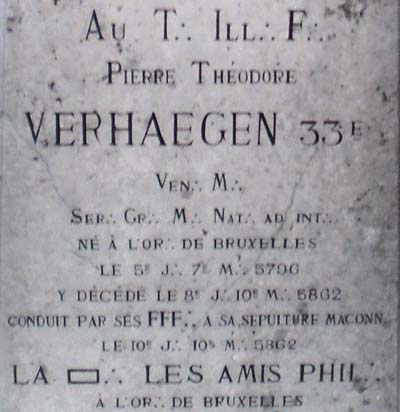 AU T∴ ILL∴ F∴
PIERRE THÉODORE
VERHAEGEN 33E
VEN∴ M∴
SER∴ GR∴ M∴ NAT∴ AD INT∴
NÉ À L'OR∴ DE BRUXELLES
LE 5E J∴ 7E M∴ 5796
Y DÉCÉDÉ LE 8E J∴ 10E M∴ 5862
CONDUIT PAR SES FFF∴ A SA SÉPULTURE MAÇONN.
LE 10E J∴ 10E M∴ 5862
LA ▭∴ LES AMIS PHIL∴
À L'OR∴ DE BRUXELLES